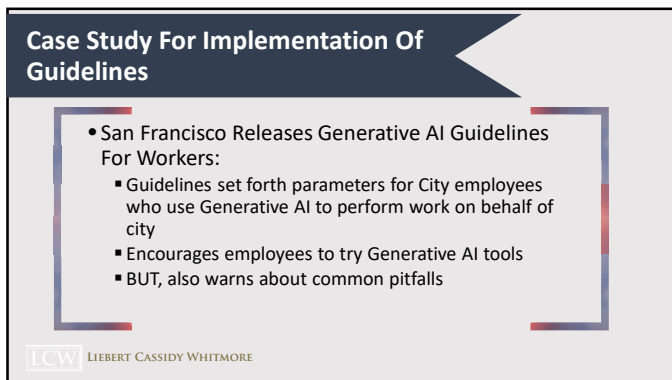 Case Study For Implementation Of
Guidelines
• San Francisco Releases Generative AI Guidelines
For Workers:
▪ Guidelines set forth parameters for City employees
who use Generative AI to perform work on behalf of
city
▪ Encourages employees to try Generative AI tools
▪ BUT, also warns about common pitfalls
LCW LIEBERT CASSIDY WHITMORE